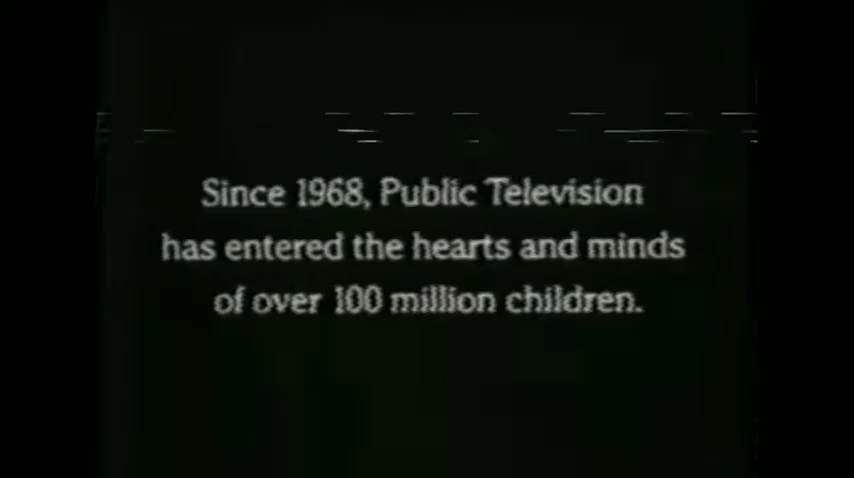 Since 1968, Public Television
has entered the hearts and minds
of over 100 million children.